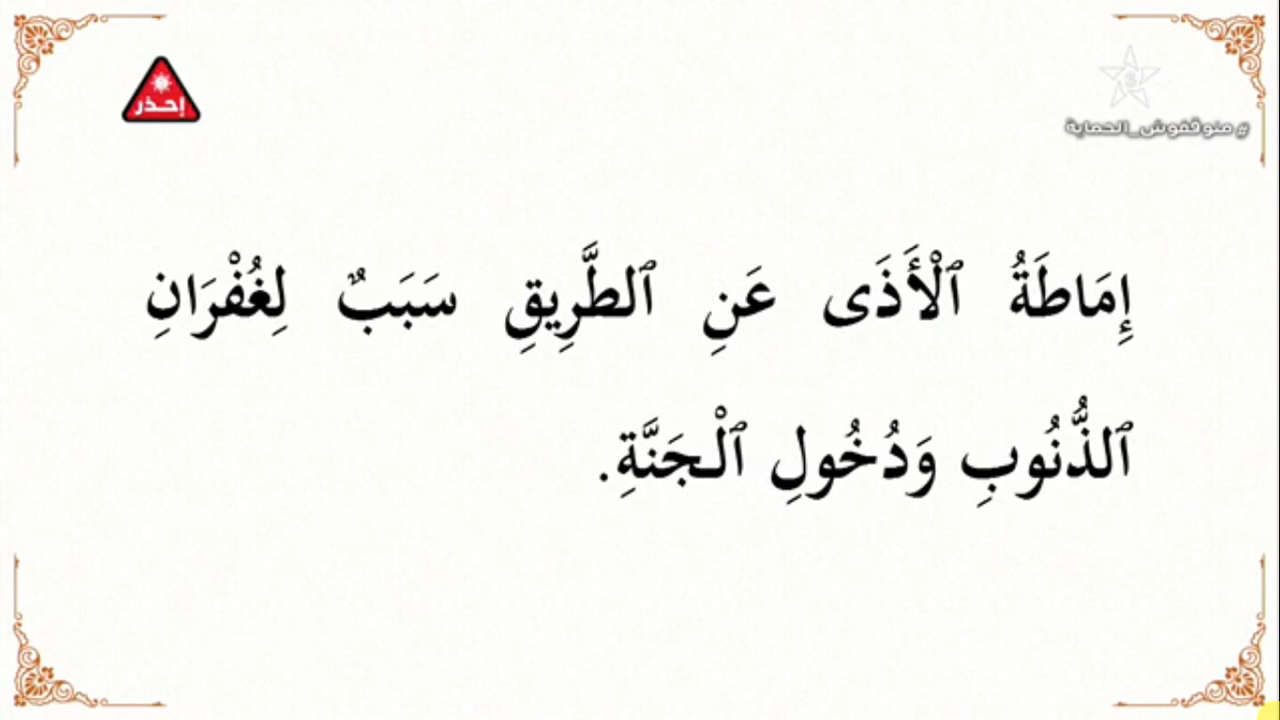 إحذر
# منوقفوش_الحماية
إِمَاطَةُ ٱلْأَذَى عَنِ ٱلطَّرِيقِ سَبَبٌ لِغُفْرَانِ
ٱلذُّنُوبِ وَدُخُولِ ٱلْجَنَّةِ.